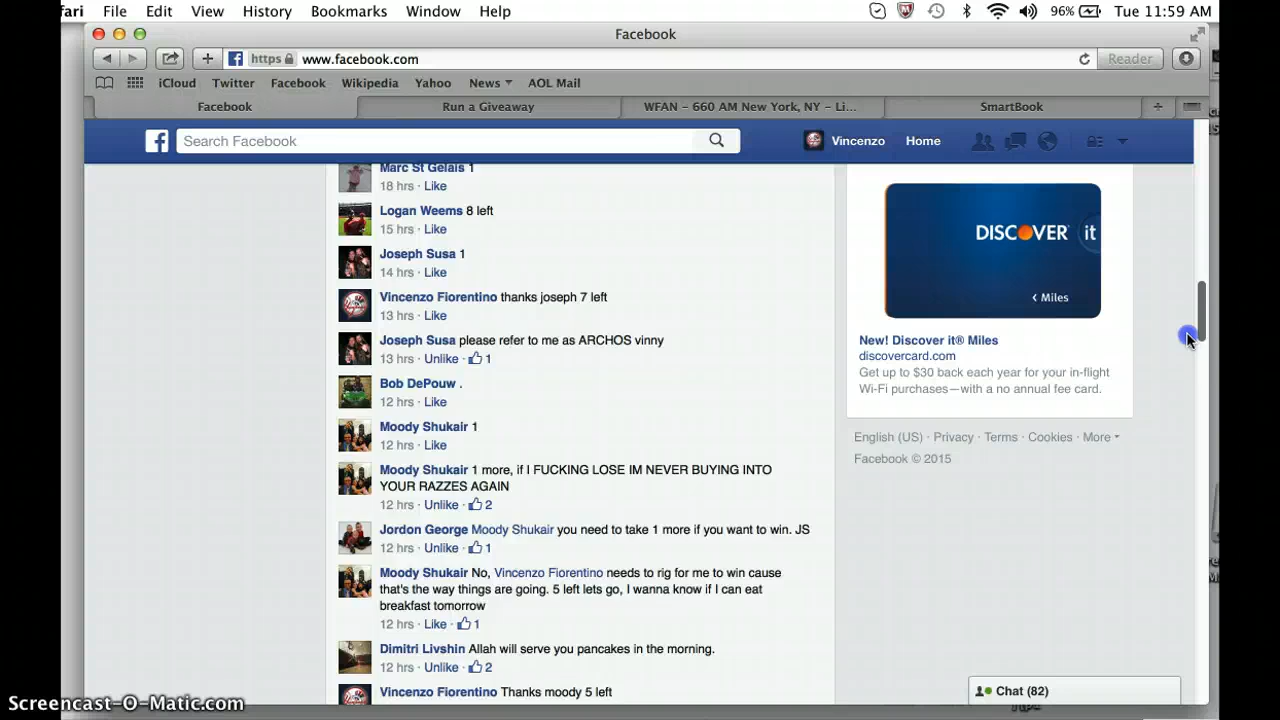 fari File Edit View History Bookmarks Window Help 96% Tue 11:59 AM
Facebook
https www.facebook.com Reader
iCloud Twitter Facebook Wikipedia Yahoo News AOL Mail
Facebook Run a Giveaway WFAN – 660 AM New York, NY – Li... SmartBook +
Search Facebook Vincenzo Home
Marc St Gelais 1
18 hrs · Like
Logan Weems 8 left
15 hrs · Like
Joseph Susa 1
14 hrs · Like
Vincenzo Fiorentino thanks joseph 7 left
13 hrs · Like
Joseph Susa please refer to me as ARCHOS vinny
13 hrs · Unlike · 1
Bob DePouw .
12 hrs · Like
Moody Shukair 1
12 hrs · Like
Moody Shukair 1 more, if I FUCKING LOSE IM NEVER BUYING INTO
YOUR RAZZES AGAIN
12 hrs · Unlike · 2
Jordon George Moody Shukair you need to take 1 more if you want to win. JS
12 hrs · Unlike · 1
Moody Shukair No, Vincenzo Fiorentino needs to rig for me to win cause
that's the way things are going. 5 left lets go, I wanna know if I can eat
breakfast tomorrow
12 hrs · Like · 1
Dimitri Livshin Allah will serve you pancakes in the morning.
12 hrs · Unlike · 2
Vincenzo Fiorentino Thanks moody 5 left
DISCOVER it
‹ Miles
New! Discover it® Miles
discovercard.com
Get up to $30 back each year for your in-flight
Wi-Fi purchases—with a no annual fee card.
English (US) · Privacy · Terms · Cookies · More
Facebook © 2015
Chat (82)
Screencast-O-Matic.com